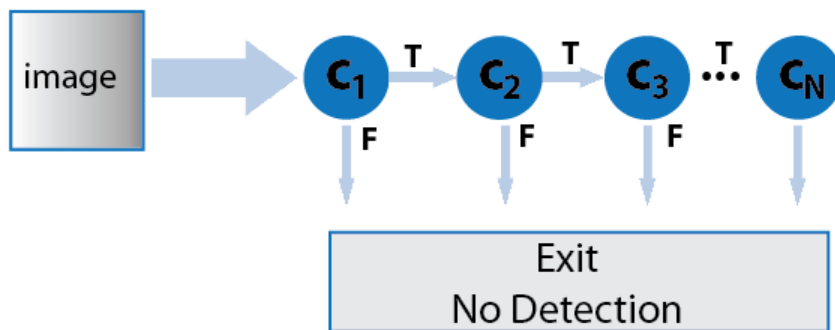 image
C1
T
C2
T
C3
T
...
CN
F
F
F
Exit
No Detection